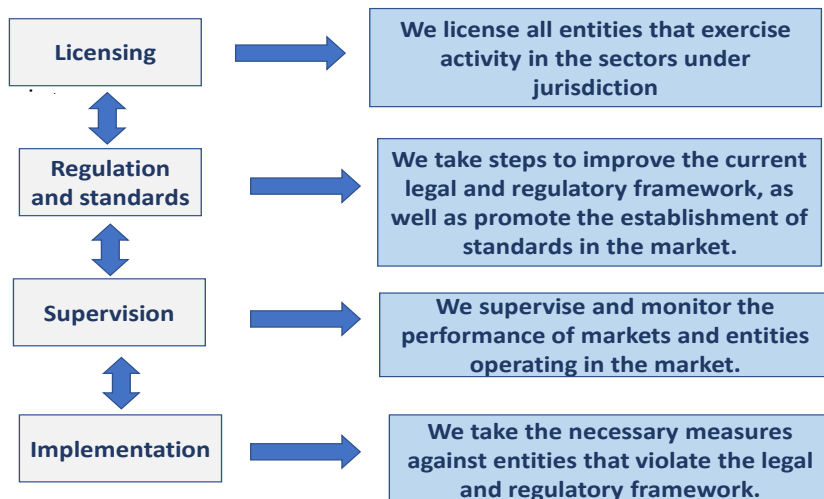 Licensing
We license all entities that exercise
activity in the sectors under
jurisdiction
Regulation
and standards
We take steps to improve the current
legal and regulatory framework, as
well as promote the establishment of
standards in the market.
Supervision
We supervise and monitor the
performance of markets and entities
operating in the market.
Implementation
We take the necessary measures
against entities that violate the legal
and regulatory framework.